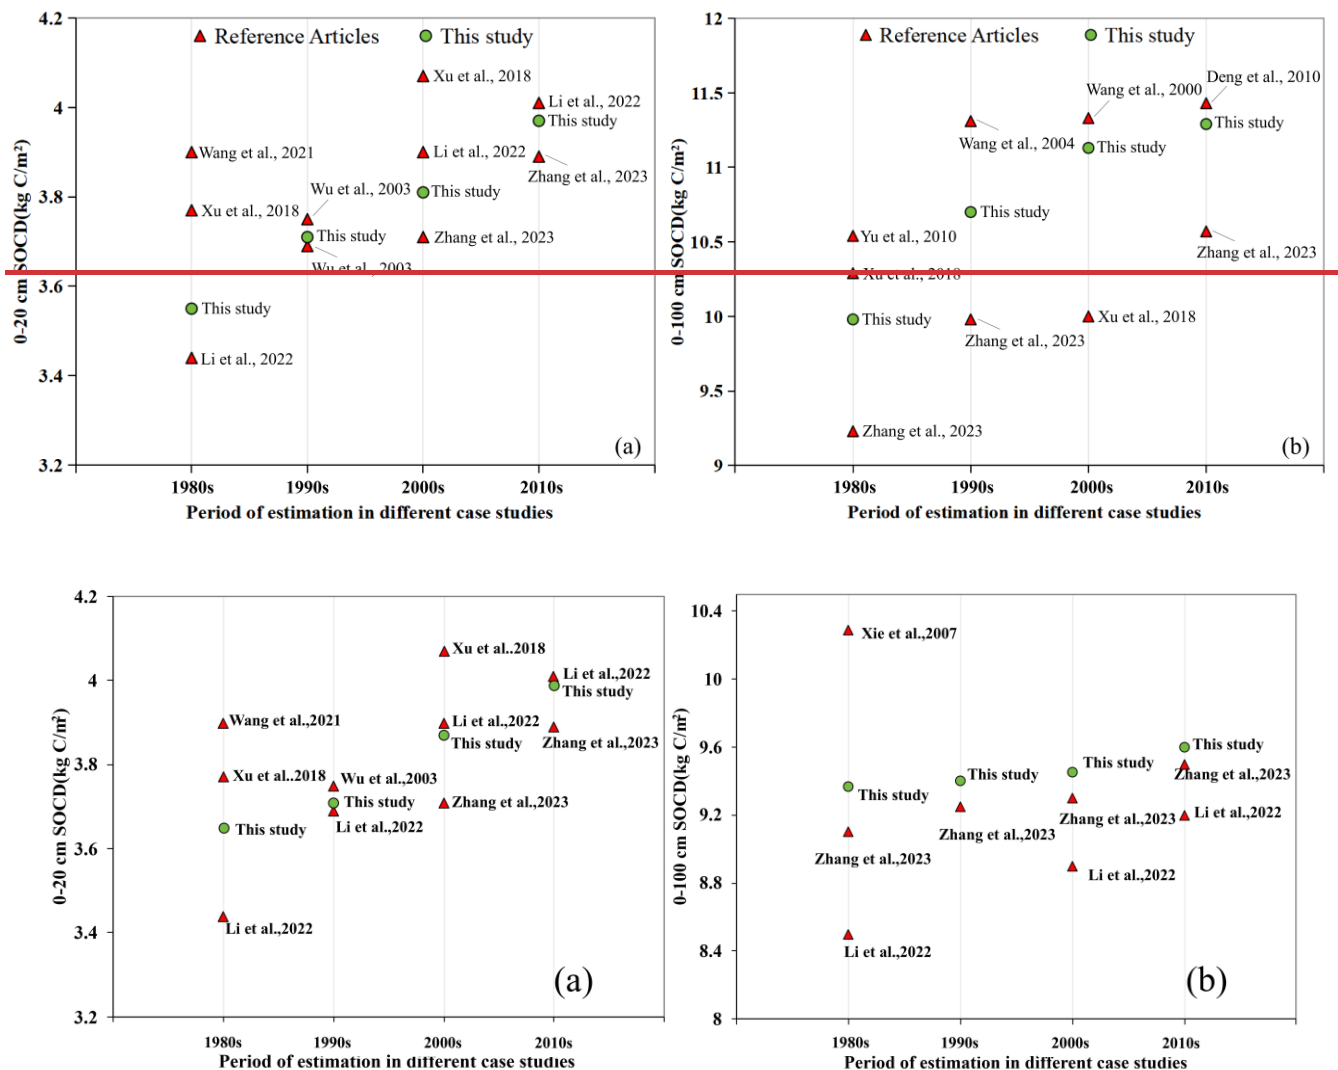 4.2
4
3.8
3.6
3.4
3.2
0-20 cm SOCD(kg C/m²)
Reference Articles
This study
Xu et al., 2018
Li et al., 2022
This study
Wang et al., 2021
Li et al., 2022
Zhang et al., 2023
Wu et al., 2003
This study
Xu et al., 2018
This study
Zhang et al., 2023
Wu et al., 2003
This study
Li et al., 2022
(a)
1980s
1990s
2000s
2010s
Period of estimation in different case studies
12
11.5
11
10.5
10
9.5
9
0-100 cm SOCD(kg C/m²)
Reference Articles
This study
Deng et al., 2010
Wang et al., 2000
This study
Wang et al., 2004
This study
This study
Yu et al., 2010
Zhang et al., 2023
Xu et al., 2018
This study
Xu et al., 2018
Zhang et al., 2023
Zhang et al., 2023
(b)
1980s
1990s
2000s
2010s
Period of estimation in different case studies
4.2
4
3.8
3.6
3.4
3.2
0-20 cm SOCD(kg C/m²)
Xu et al..2018
Li et al.,2022
This study
Wang et al.,2021
Li et al.,2022
This study
Zhang et al.,2023
Xu et al..2018
Wu et al.,2003
This study
Zhang et al.,2023
This study
Li et al.,2022
Li et al.,2022
(a)
1980s
1990s
2000s
2010s
Period of estimation in different case studies
10.4
10
9.6
9.2
8.8
8.4
8
0-100 cm SOCD(kg C/m²)
Xie et al.,2007
This study
This study
This study
Zhang et al.,2023
This study
Li et al.,2022
Zhang et al.,2023
Zhang et al.,2023
Zhang et al.,2023
Li et al.,2022
Li et al.,2022
(b)
1980s
1990s
2000s
2010s
Period of estimation in different case studies